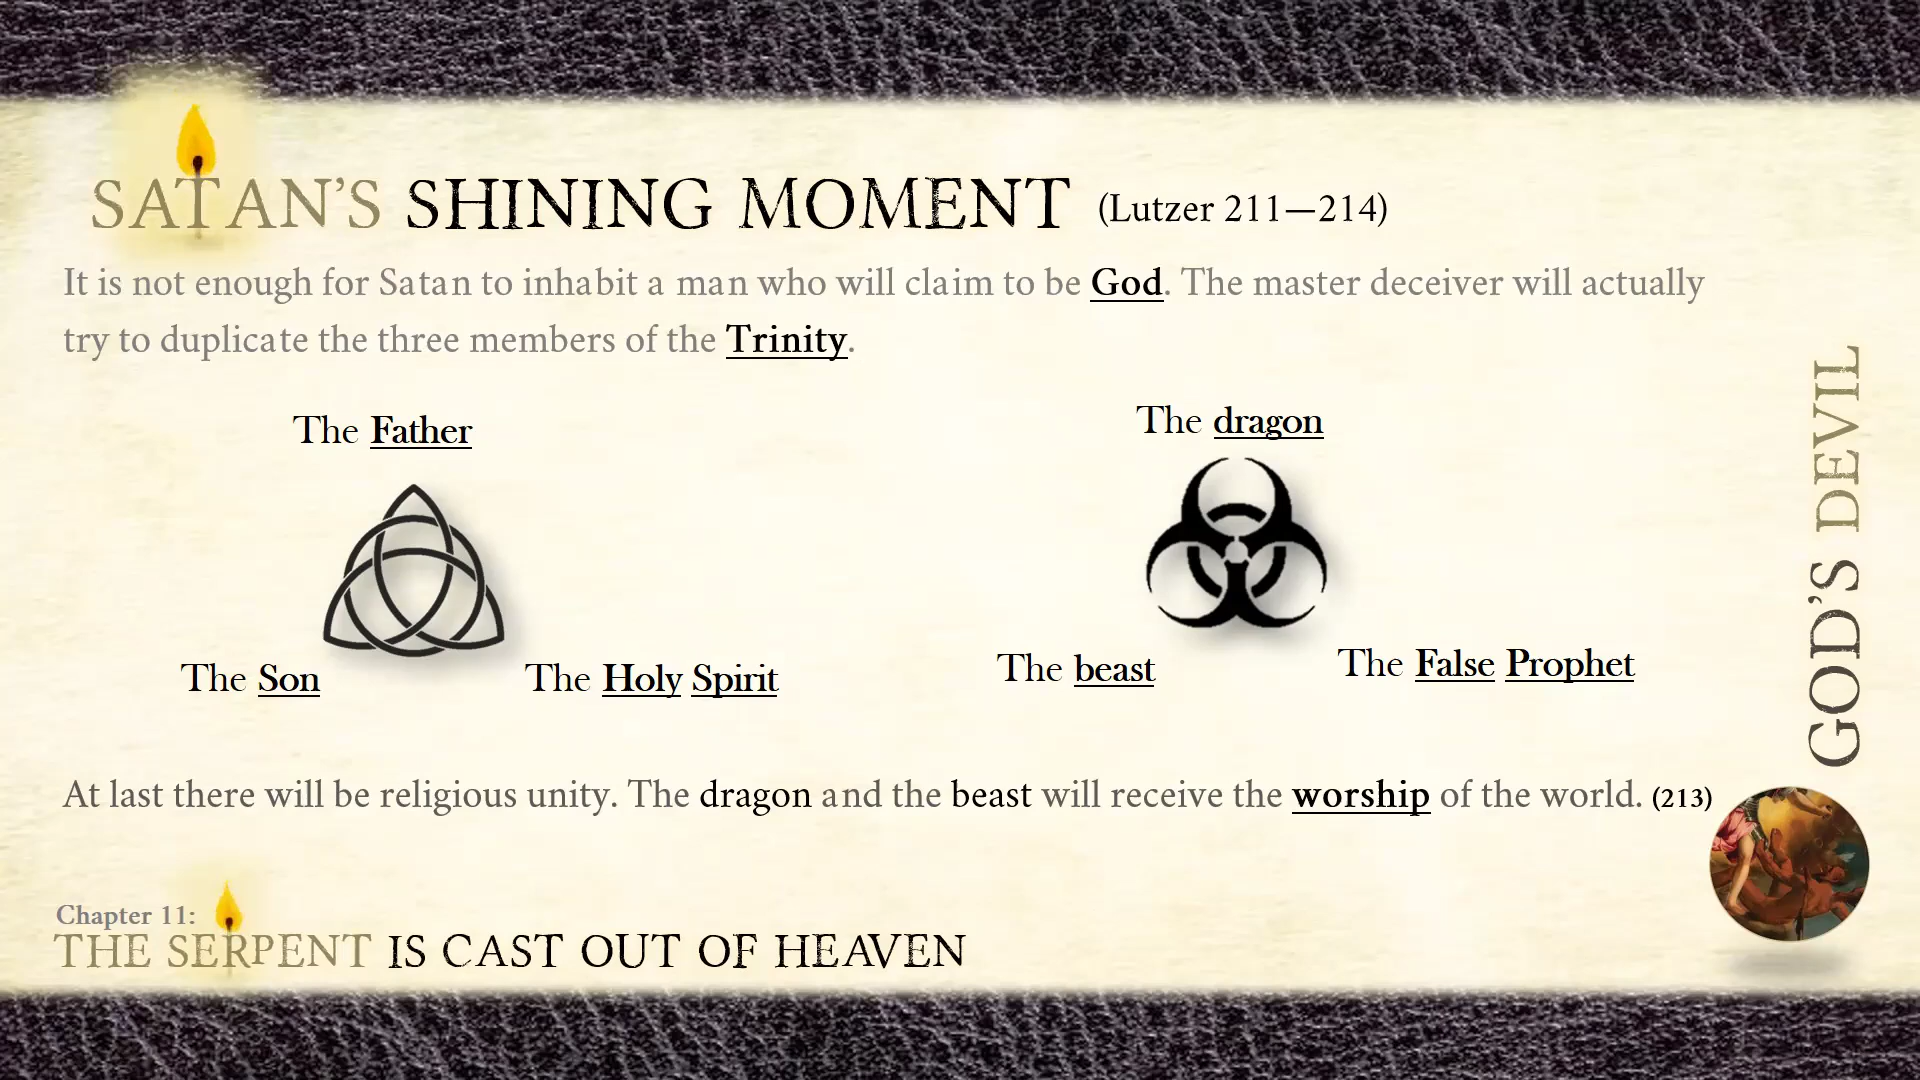 SATAN’S SHINING MOMENT (Lutzer 211—214)
It is not enough for Satan to inhabit a man who will claim to be God. The master deceiver will actually
try to duplicate the three members of the Trinity.
The Father
The Son
The Holy Spirit
The dragon
The beast
The False Prophet
At last there will be religious unity. The dragon and the beast will receive the worship of the world. (213)
GOD’S DEVIL
Chapter 11:
THE SERPENT IS CAST OUT OF HEAVEN